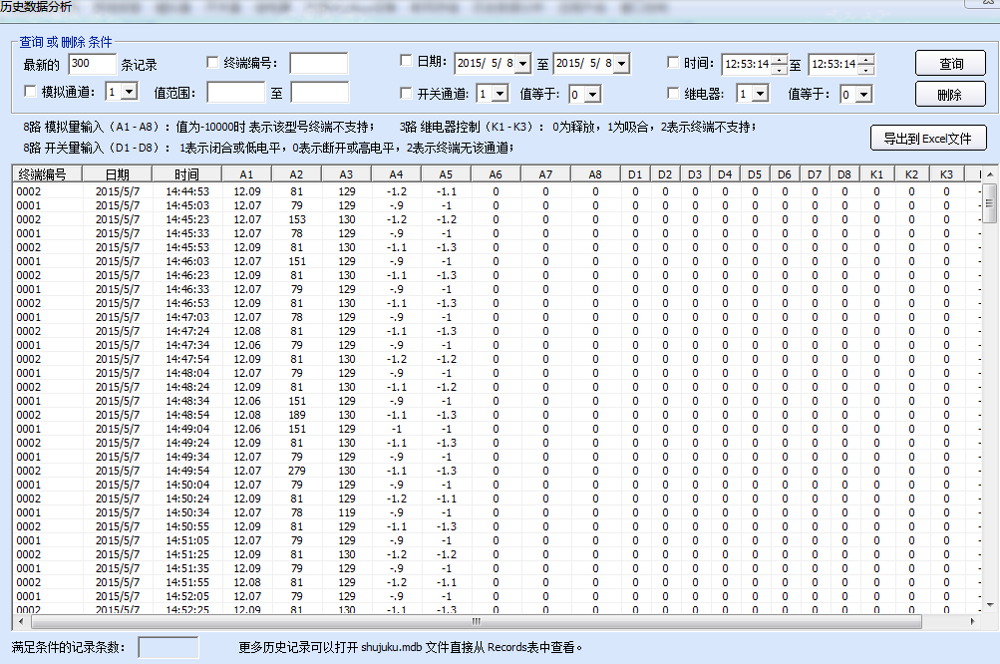 历史数据分析
查询 或 删除 条件
最新的 300 条记录 终端编号： 日期： 2015/ 5/ 8 至 2015/ 5/ 8 时间： 12:53:14 至 12:53:14 查询
模拟通道： 1 值范围： 至 开关通道： 1 值等于： 0 继电器： 1 值等于： 0 删除
8路 模拟量输入（A1 - A8）：值为-10000时 表示该型号终端不支持； 3路 继电器控制（K1 - K3）：0为释放，1为吸合，2表示终端不支持；
8路 开关量输入（D1 - D8）： 1表示闭合或低电平，0表示断开或高电平，2表示终端无该通道；
导出到 Excel文件
终端编号 日期 时间 A1 A2 A3 A4 A5 A6 A7 A8 D1 D2 D3 D4 D5 D6 D7 D8 K1 K2 K3
0002 2015/5/7 14:44:53 12.09 81 129 -1.2 -1.1 0 0 0 0 0 0 0 0 0 0 0 0 0 0
0001 2015/5/7 14:45:03 12.07 79 129 -.9 -1 0 0 0 0 0 0 0 0 0 0 0 0 0 0
0002 2015/5/7 14:45:23 12.07 153 130 -1.2 -1.2 0 0 0 0 0 0 0 0 0 0 0 0 0 0
0001 2015/5/7 14:45:33 12.07 78 129 -.9 -1 0 0 0 0 0 0 0 0 0 0 0 0 0 0
0002 2015/5/7 14:45:53 12.09 81 130 -1.1 -1.3 0 0 0 0 0 0 0 0 0 0 0 0 0 0
0001 2015/5/7 14:46:03 12.07 151 129 -.9 -1 0 0 0 0 0 0 0 0 0 0 0 0 0 0
0002 2015/5/7 14:46:23 12.09 81 130 -1.1 -1.3 0 0 0 0 0 0 0 0 0 0 0 0 0 0
0001 2015/5/7 14:46:33 12.07 79 129 -.9 -1 0 0 0 0 0 0 0 0 0 0 0 0 0 0
0002 2015/5/7 14:46:53 12.09 81 130 -1.1 -1.3 0 0 0 0 0 0 0 0 0 0 0 0 0 0
0001 2015/5/7 14:47:03 12.07 78 129 -.9 -1 0 0 0 0 0 0 0 0 0 0 0 0 0 0
0002 2015/5/7 14:47:24 12.08 81 129 -1.1 -1.3 0 0 0 0 0 0 0 0 0 0 0 0 0 0
0001 2015/5/7 14:47:34 12.06 79 129 -.9 -1 0 0 0 0 0 0 0 0 0 0 0 0 0 0
0002 2015/5/7 14:47:54 12.09 81 130 -1.2 -1.2 0 0 0 0 0 0 0 0 0 0 0 0 0 0
0001 2015/5/7 14:48:04 12.07 79 129 -.9 -1 0 0 0 0 0 0 0 0 0 0 0 0 0 0
0002 2015/5/7 14:48:24 12.09 81 130 -1.1 -1.2 0 0 0 0 0 0 0 0 0 0 0 0 0 0
0001 2015/5/7 14:48:34 12.06 151 129 -.9 -1 0 0 0 0 0 0 0 0 0 0 0 0 0 0
0002 2015/5/7 14:48:54 12.08 189 130 -1.1 -1.3 0 0 0 0 0 0 0 0 0 0 0 0 0 0
0001 2015/5/7 14:49:04 12.06 151 129 -1 -1 0 0 0 0 0 0 0 0 0 0 0 0 0 0
0002 2015/5/7 14:49:24 12.09 81 130 -1.1 -1.3 0 0 0 0 0 0 0 0 0 0 0 0 0 0
0001 2015/5/7 14:49:34 12.07 79 129 -.9 -1 0 0 0 0 0 0 0 0 0 0 0 0 0 0
0002 2015/5/7 14:49:54 12.07 279 130 -1.1 -1.3 0 0 0 0 0 0 0 0 0 0 0 0 0 0
0001 2015/5/7 14:50:04 12.07 79 129 -.9 -1 0 0 0 0 0 0 0 0 0 0 0 0 0 0
0002 2015/5/7 14:50:24 12.09 81 129 -1.2 -1.1 0 0 0 0 0 0 0 0 0 0 0 0 0 0
0001 2015/5/7 14:50:34 12.07 78 119 -.9 -1 0 0 0 0 0 0 0 0 0 0 0 0 0 0
0002 2015/5/7 14:50:55 12.09 81 129 -1.1 -1.3 0 0 0 0 0 0 0 0 0 0 0 0 0 0
0001 2015/5/7 14:51:05 12.07 79 129 -.9 -1 0 0 0 0 0 0 0 0 0 0 0 0 0 0
0002 2015/5/7 14:51:25 12.09 81 130 -1.2 -1.2 0 0 0 0 0 0 0 0 0 0 0 0 0 0
0001 2015/5/7 14:51:35 12.09 79 129 -.9 -1 0 0 0 0 0 0 0 0 0 0 0 0 0 0
0002 2015/5/7 14:51:55 12.08 81 129 -1.2 -1.1 0 0 0 0 0 0 0 0 0 0 0 0 0 0
0001 2015/5/7 14:52:05 12.07 79 129 -.9 -1 0 0 0 0 0 0 0 0 0 0 0 0 0 0
0002 2015/5/7 14:52:25 12.09 81 130 -1.1 -1.3 0 0 0 0 0 0 0 0 0 0 0 0 0 0
满足条件的记录条数： 更多历史记录可以打开 shujuku.mdb 文件直接从 Records表中查看。